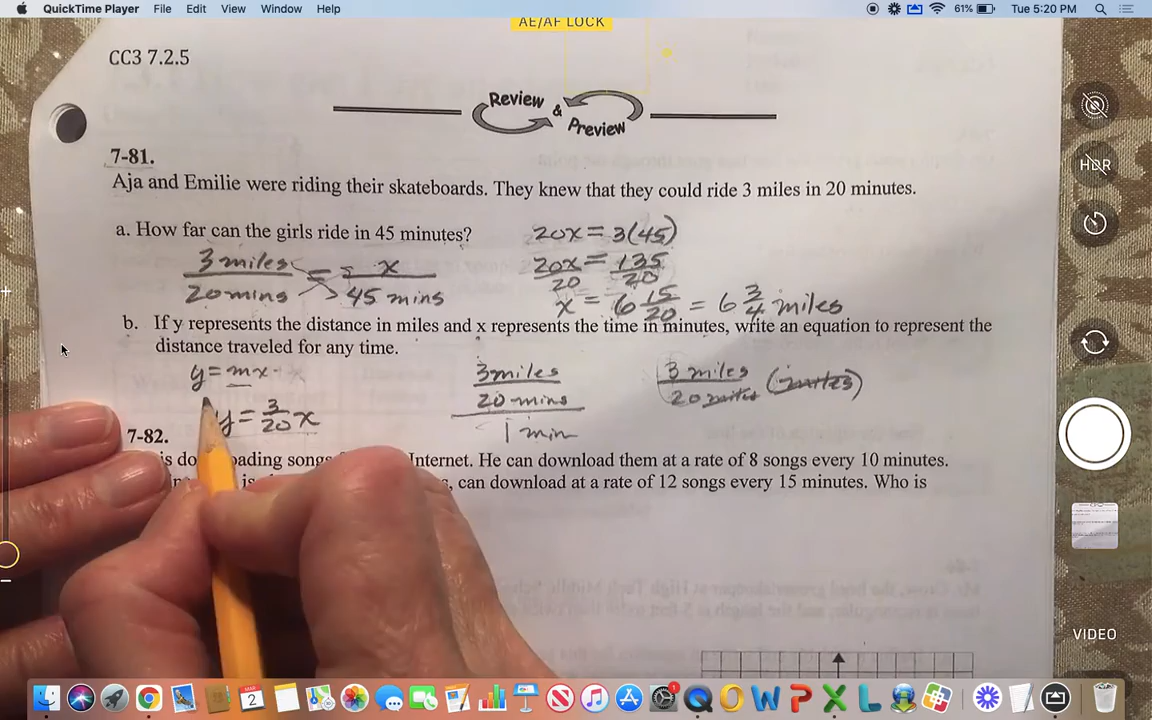 QuickTime Player File Edit View Window Help 61% Tue 5:20 PM
AE/AF LOCK
CC3 7.2.5
Review & Preview
HDR
7-81.
Aja and Emilie were riding their skateboards. They knew that they could ride 3 miles in 20 minutes.
a. How far can the girls ride in 45 minutes?
20x = 3(45)
3 miles / 20 mins = x / 45 mins
20x / 20 = 135 / 20
x = 6 15/20 = 6 3/4 miles
b. If y represents the distance in miles and x represents the time in minutes, write an equation to represent the
distance traveled for any time.
y = mx
3 miles / 20 mins / 1 min
3 miles / 20
y = 3/20 x
7-82.
Internet. He can download them at a rate of 8 songs every 10 minutes.
can download at a rate of 12 songs every 15 minutes. Who is
VIDEO
MAR
2